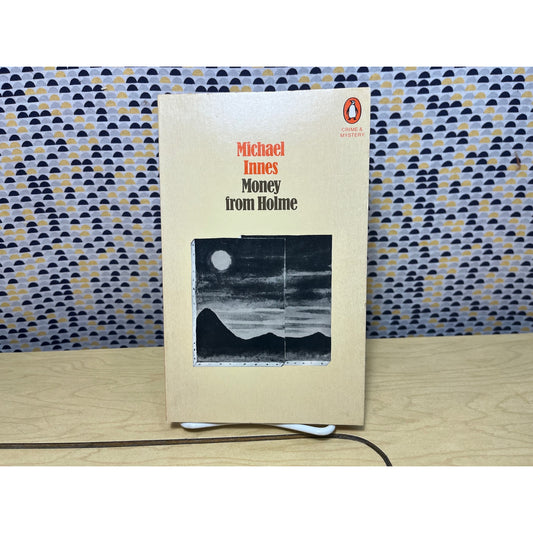 CRIME &
MYSTERY
Michael
Innes
Money
from Holme